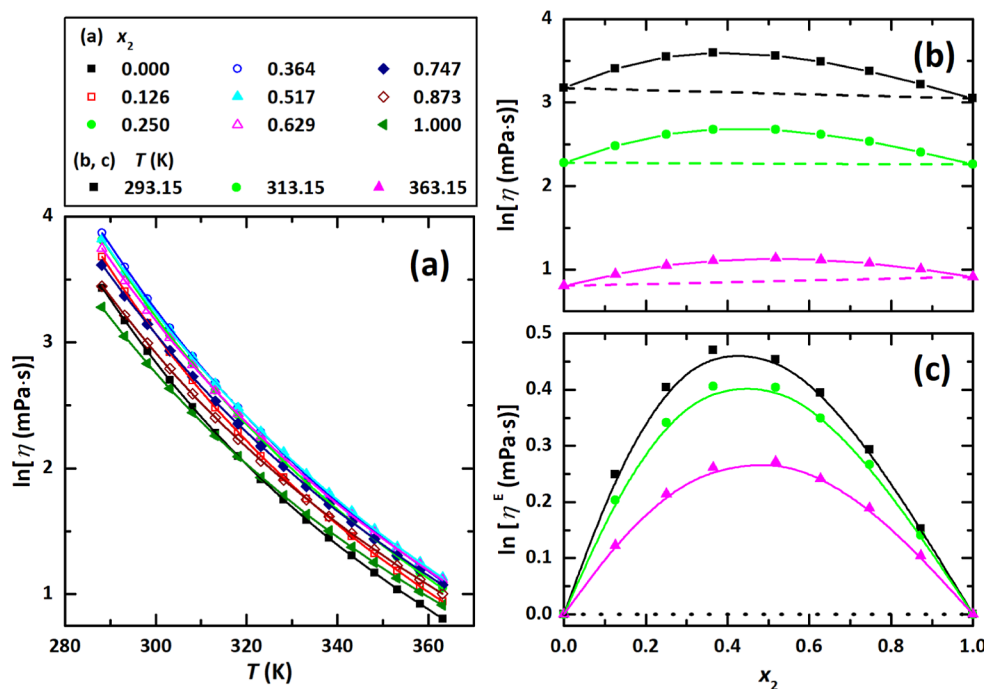 (a) x₂
0.000 0.364 0.747
0.126 0.517 0.873
0.250 0.629 1.000
(b, c) T (K)
293.15 313.15 363.15
(a)
ln[ η (mPa·s)]
4
3
2
1
280 300 320 340 360
T (K)
(b)
ln[ η (mPa·s)]
4
3
2
1
(c)
ln [ ηᴱ (mPa·s)]
0.5
0.4
0.3
0.2
0.1
0.0
0.0 0.2 0.4 0.6 0.8 1.0
x₂